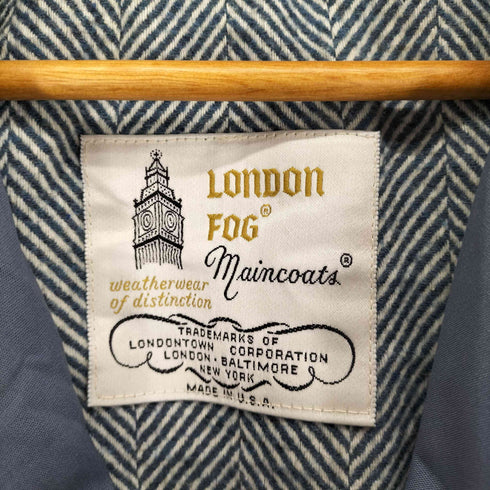 LONDON
FOG®
Maincoats®
weatherwear
of distinction
TRADEMARKS OF
LONDONTOWN CORPORATION
LONDON·BALTIMORE
NEW YORK
MADE IN U.S.A.